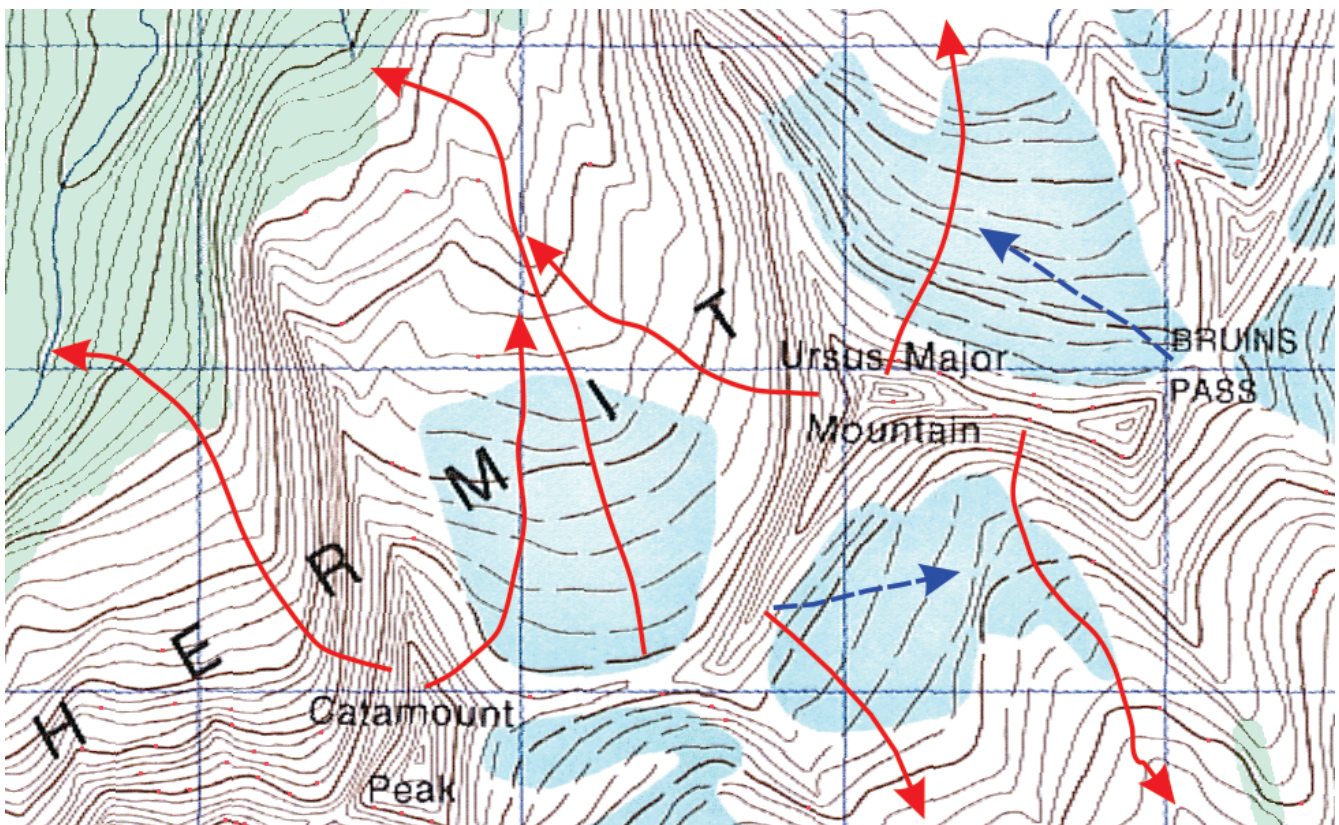 Ursus Major
Mountain
BRUINS
PASS
HERMIT
Catamount
Peak